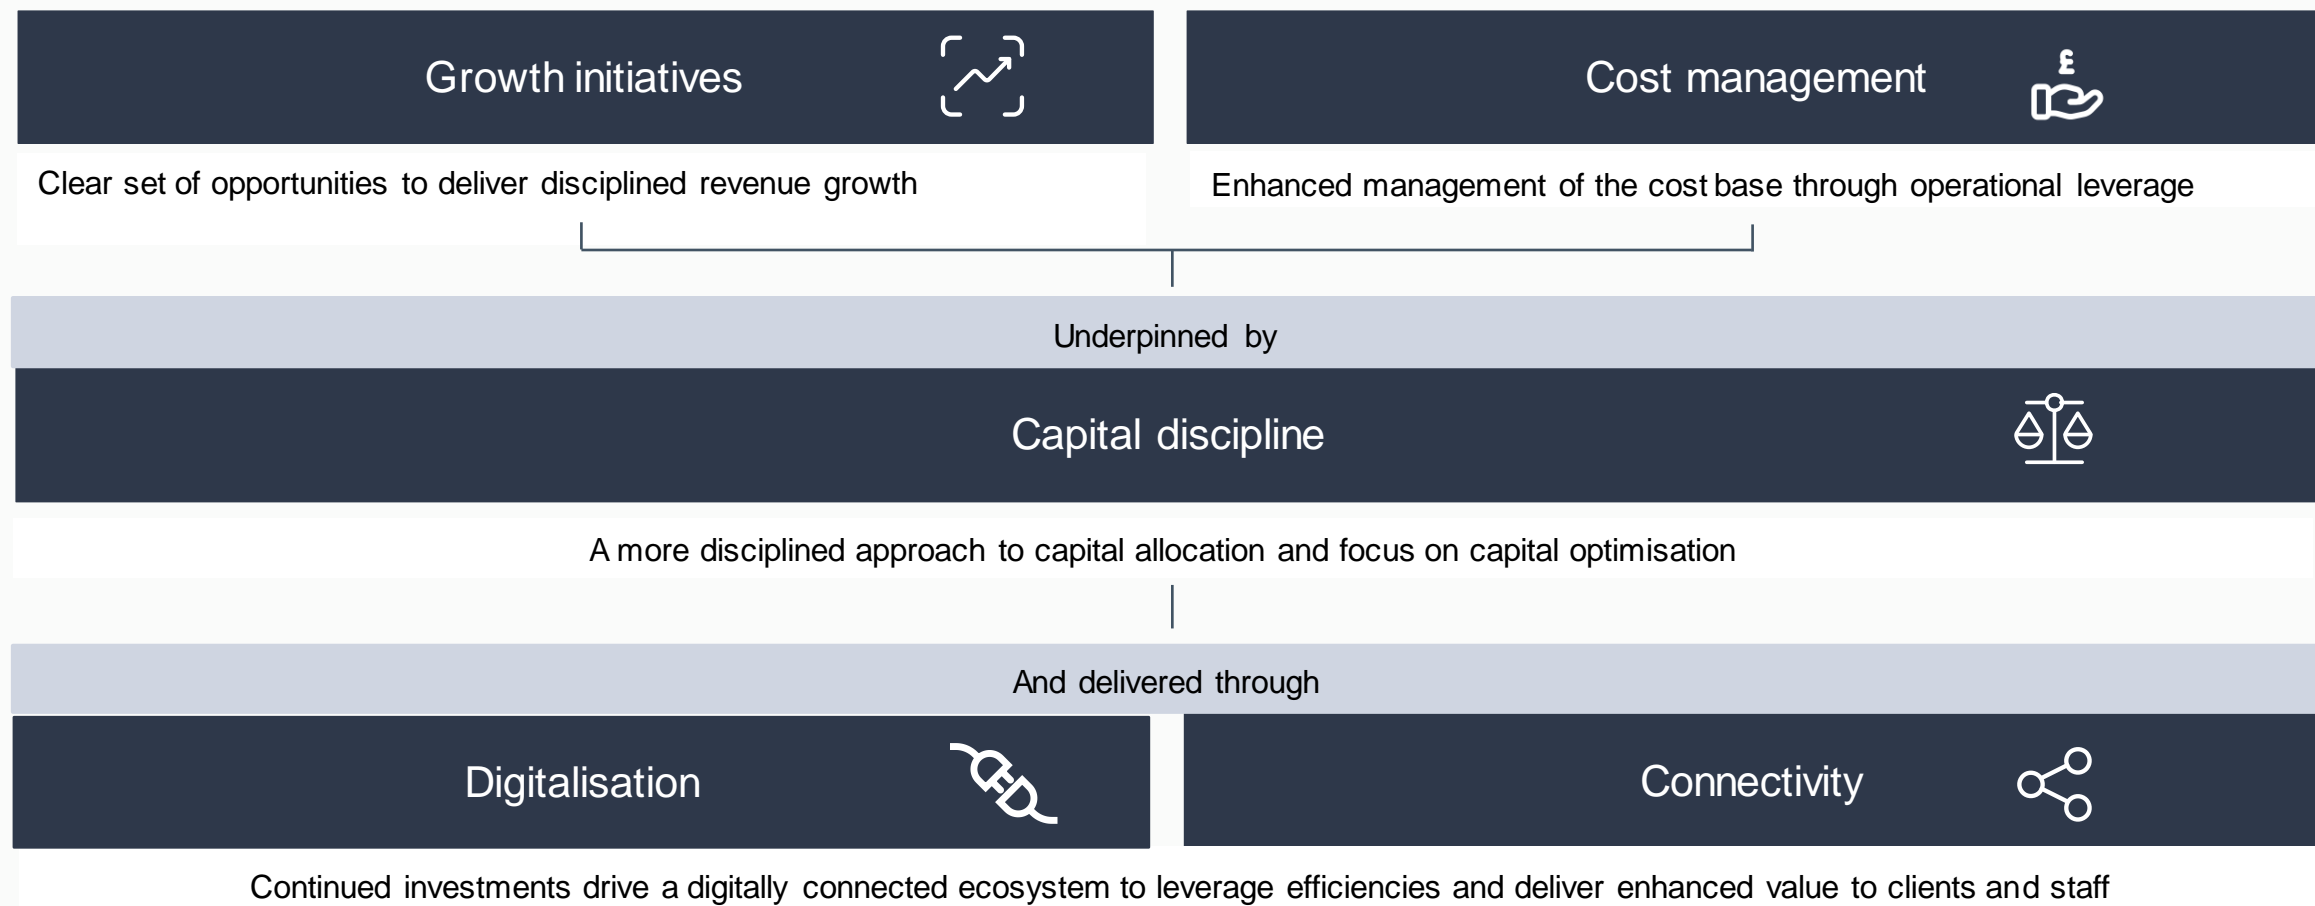 Growth initiatives
Cost management
£
Clear set of opportunities to deliver disciplined revenue growth
Enhanced management of the cost base through operational leverage
Underpinned by
Capital discipline
A more disciplined approach to capital allocation and focus on capital optimisation
And delivered through
Digitalisation
Connectivity
Continued investments drive a digitally connected ecosystem to leverage efficiencies and deliver enhanced value to clients and staff